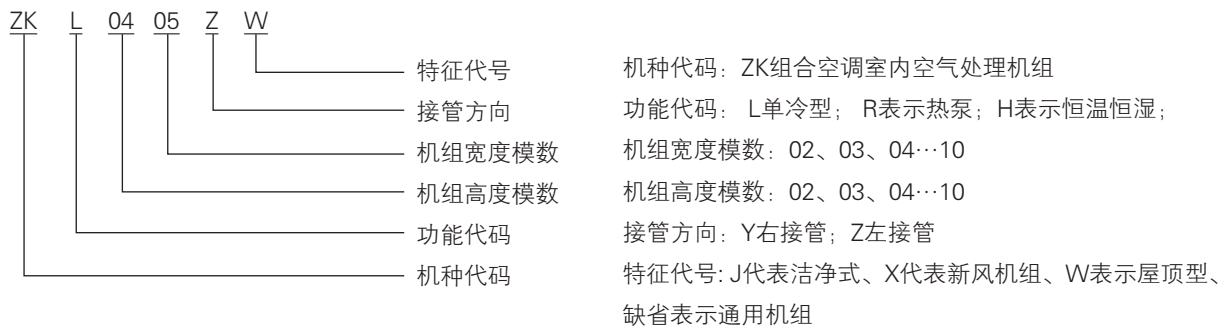 ZK L 04 05 Z W
特征代号 机种代码：ZK组合空调室内空气处理机组
接管方向 功能代码： L单冷型； R表示热泵；H表示恒温恒湿；
机组宽度模数 机组宽度模数：02、03、04…10
机组高度模数 机组高度模数：02、03、04…10
功能代码 接管方向：Y右接管；Z左接管
机种代码 特征代号: J代表洁净式、X代表新风机组、W表示屋顶型、
缺省表示通用机组